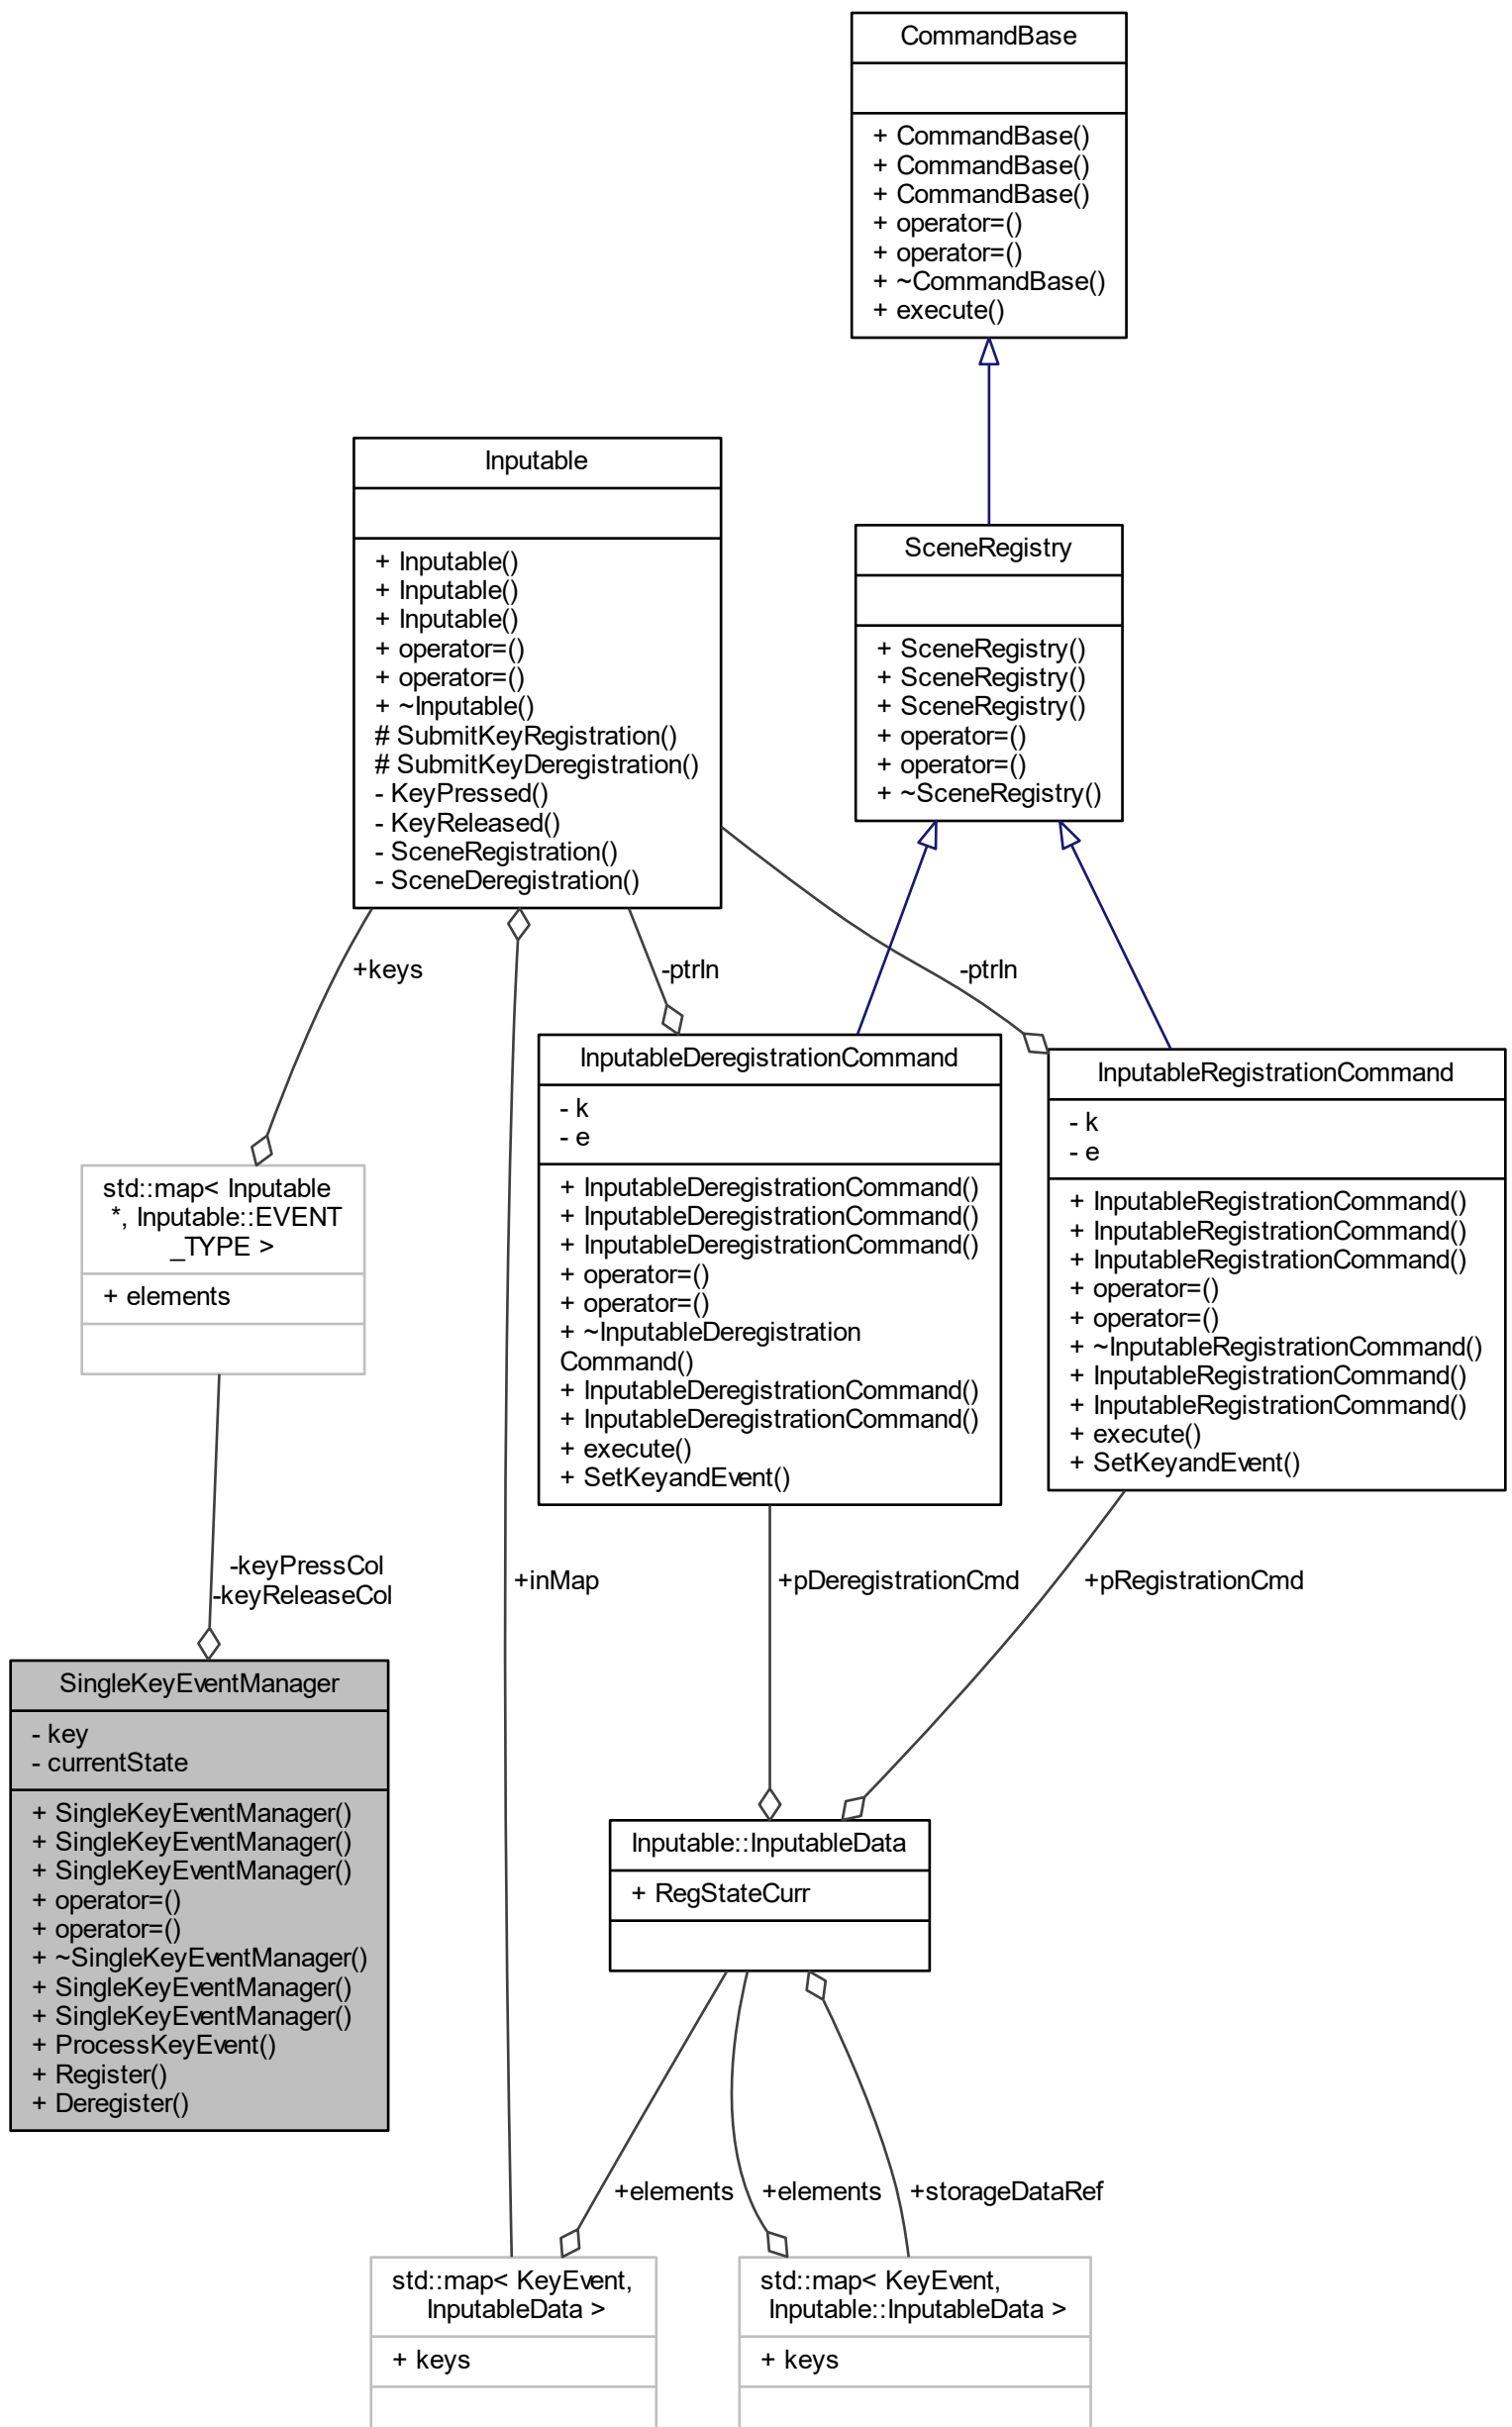 CommandBase
+ CommandBase()
+ CommandBase()
+ CommandBase()
+ operator=()
+ operator=()
+ ~CommandBase()
+ execute()
Inputable
+ Inputable()
+ Inputable()
+ Inputable()
+ operator=()
+ operator=()
+ ~Inputable()
# SubmitKeyRegistration()
# SubmitKeyDeregistration()
- KeyPressed()
- KeyReleased()
- SceneRegistration()
- SceneDeregistration()
SceneRegistry
+ SceneRegistry()
+ SceneRegistry()
+ SceneRegistry()
+ operator=()
+ operator=()
+ ~SceneRegistry()
+keys
-ptrIn
-ptrIn
InputableDeregistrationCommand
- k
- e
+ InputableDeregistrationCommand()
+ InputableDeregistrationCommand()
+ InputableDeregistrationCommand()
+ operator=()
+ operator=()
+ ~InputableDeregistration
Command()
+ InputableDeregistrationCommand()
+ InputableDeregistrationCommand()
+ execute()
+ SetKeyandEvent()
InputableRegistrationCommand
- k
- e
+ InputableRegistrationCommand()
+ InputableRegistrationCommand()
+ InputableRegistrationCommand()
+ operator=()
+ operator=()
+ ~InputableRegistrationCommand()
+ InputableRegistrationCommand()
+ InputableRegistrationCommand()
+ execute()
+ SetKeyandEvent()
std::map< Inputable
*, Inputable::EVENT
_TYPE >
+ elements
-keyPressCol
-keyReleaseCol
+inMap
+pDeregistrationCmd
+pRegistrationCmd
SingleKeyEventManager
- key
- currentState
+ SingleKeyEventManager()
+ SingleKeyEventManager()
+ SingleKeyEventManager()
+ operator=()
+ operator=()
+ ~SingleKeyEventManager()
+ SingleKeyEventManager()
+ SingleKeyEventManager()
+ ProcessKeyEvent()
+ Register()
+ Deregister()
Inputable::InputableData
+ RegStateCurr
+elements
+elements
+storageDataRef
std::map< KeyEvent,
InputableData >
+ keys
std::map< KeyEvent,
Inputable::InputableData >
+ keys